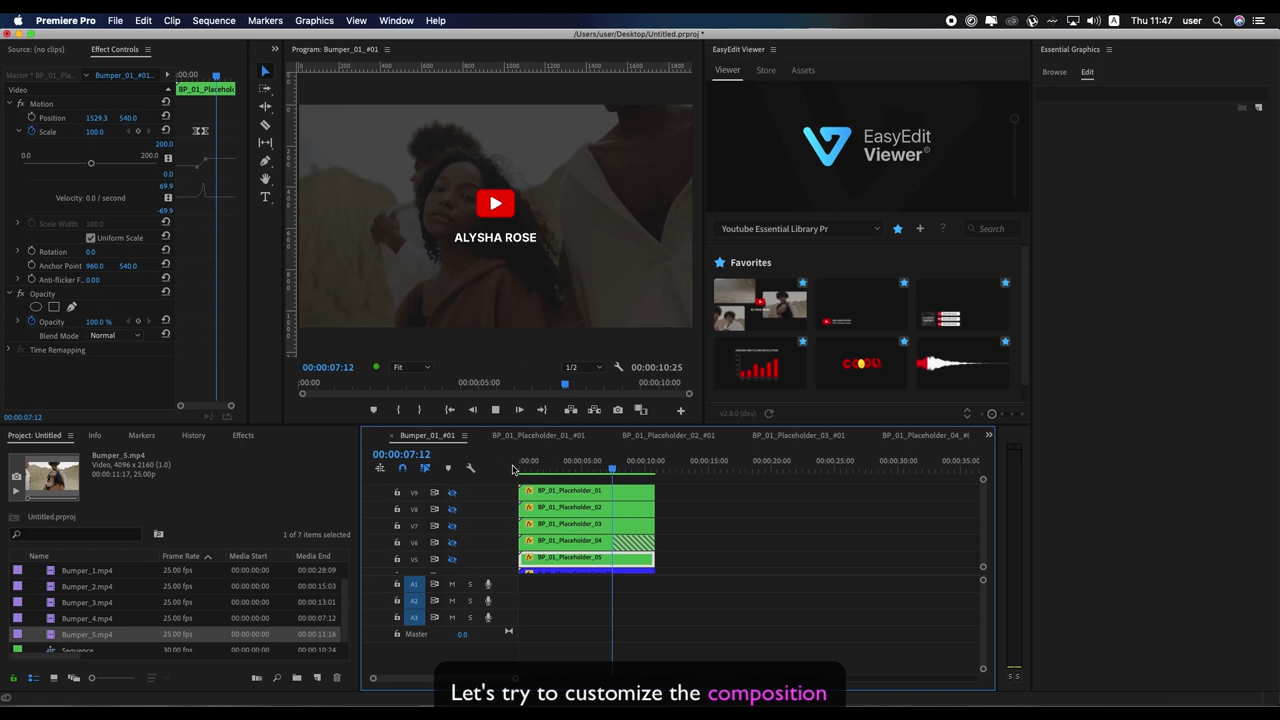 Premiere Pro File Edit Clip Sequence Markers Graphics View Window Help
Thu 11:47 user
/Users/user/Desktop/Untitled.prproj *
Source: (no clips) Effect Controls
Program: Bumper_01_#01
EasyEdit Viewer
Essential Graphics
Master * BP_01_Pla... Bumper_01_#01...
:00:00
Video
BP_01_Placehold
Motion
Position 1529.3 540.0
Scale 100.0
200.0
0.0 200.0
0.0
69.9
Velocity: 0.0 / second
-69.9
Scale Width 100.0
Uniform Scale
Rotation 0.0
Anchor Point 960.0 540.0
Anti-flicker F... 0.00
Opacity
Opacity 100.0 %
Blend Mode Normal
Time Remapping
00:00:07:12
0 200 400 600 800 1000 1200 1400 1600 1800
ALYSHA ROSE
00:00:07:12 Fit 1/2 00:00:10:25
:00:00 00:00:05:00 00:00:10:00
Viewer Store Assets
EasyEdit
Viewer©
Youtube Essential Library Pr
Search
Favorites
COOL
v2.8.0 (dev)
Browse Edit
Project: Untitled Info Markers History Effects
Bumper_5.mp4
Video, 4096 x 2160 (1.0)
00:00:11:17, 25.00p
Untitled.prproj
1 of 7 items selected
Name Frame Rate Media Start Media End
Bumper_1.mp4 25.00 fps 00:00:00:00 00:00:28:09
Bumper_2.mp4 25.00 fps 00:00:00:00 00:00:15:03
Bumper_3.mp4 25.00 fps 00:00:00:00 00:00:13:01
Bumper_4.mp4 25.00 fps 00:00:00:00 00:00:07:12
Bumper_5.mp4 25.00 fps 00:00:00:00 00:00:11:16
Sequence 30.00 fps 00:00:00:00 00:00:10:24
Bumper_01_#01 BP_01_Placeholder_01_#01 BP_01_Placeholder_02_#01 BP_01_Placeholder_03_#01 BP_01_Placeholder_04_#(
00:00:07:12
:00:00 00:00:05:00 00:00:10:00 00:00:15:00 00:00:20:00 00:00:25:00 00:00:30:00 00:00:35:00
V9 BP_01_Placeholder_01
V8 BP_01_Placeholder_02
V7 BP_01_Placeholder_03
V6 BP_01_Placeholder_04
V5 BP_01_Placeholder_05
A1 M S
A2 M S
A3 M S
Master 0.0
S S
Let's try to customize the composition